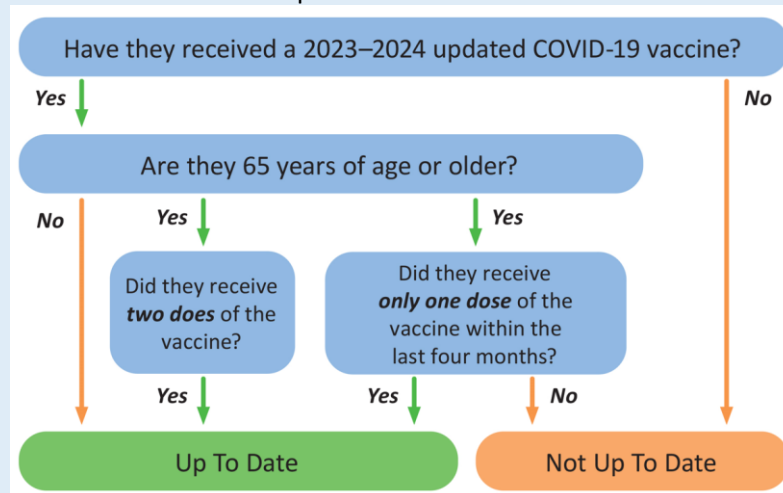 Have they received a 2023–2024 updated COVID-19 vaccine?
Yes
No
Are they 65 years of age or older?
No
Yes
Yes
Did they receive
two does of the
vaccine?
Did they receive
only one dose of the
vaccine within the
last four months?
Yes
Yes
No
Up To Date
Not Up To Date